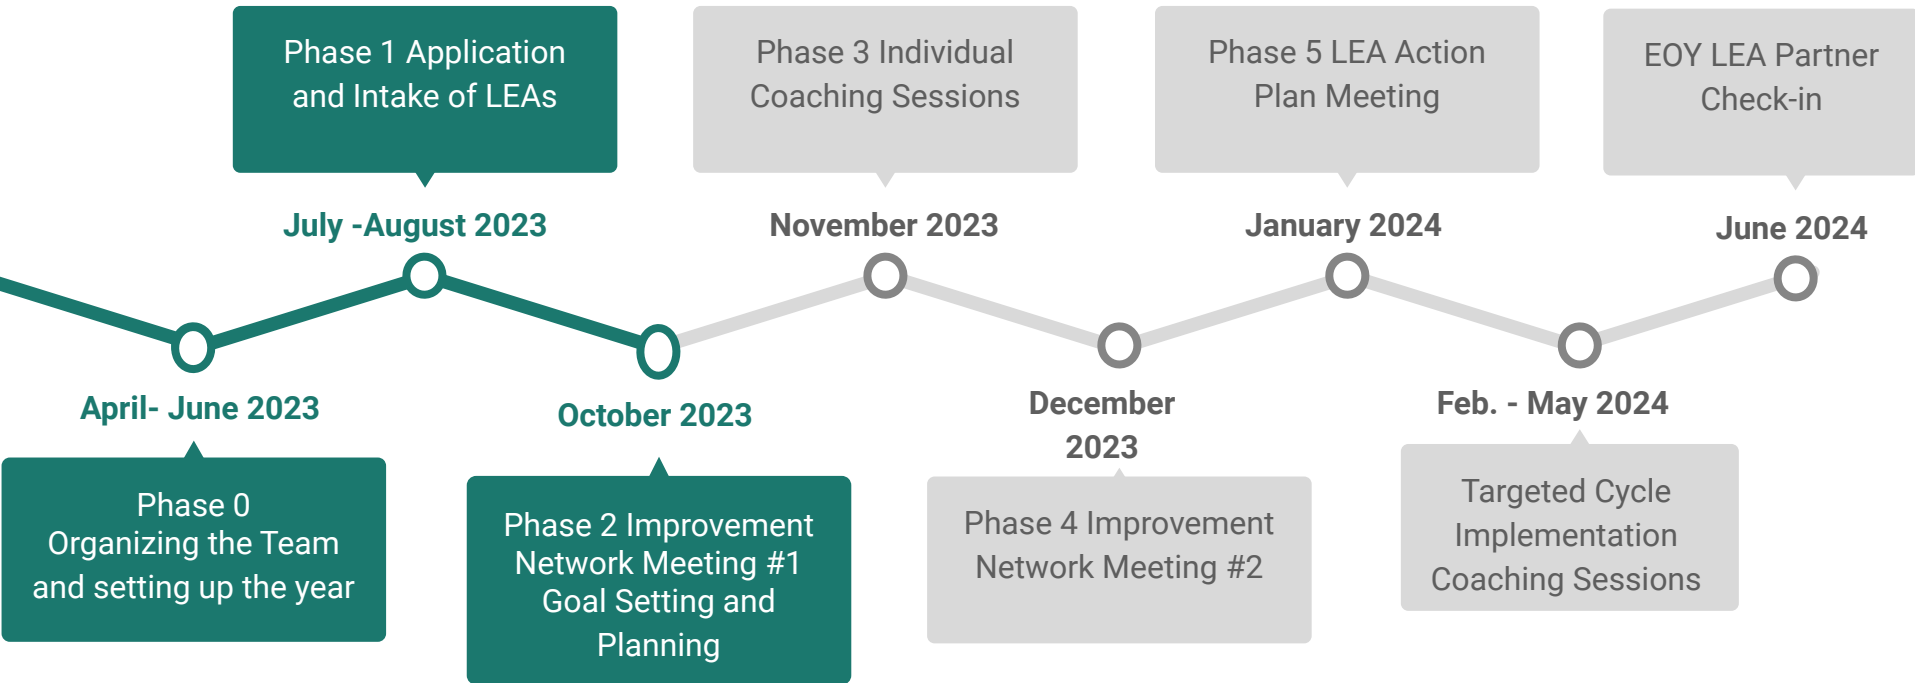 Phase 1 Application
and Intake of LEAs
Phase 3 Individual
Coaching Sessions
Phase 5 LEA Action
Plan Meeting
EOY LEA Partner
Check-in
July -August 2023
November 2023
January 2024
June 2024
April- June 2023
October 2023
December
2023
Feb. - May 2024
Phase 0
Organizing the Team
and setting up the year
Phase 2 Improvement
Network Meeting #1
Goal Setting and
Planning
Phase 4 Improvement
Network Meeting #2
Targeted Cycle
Implementation
Coaching Sessions